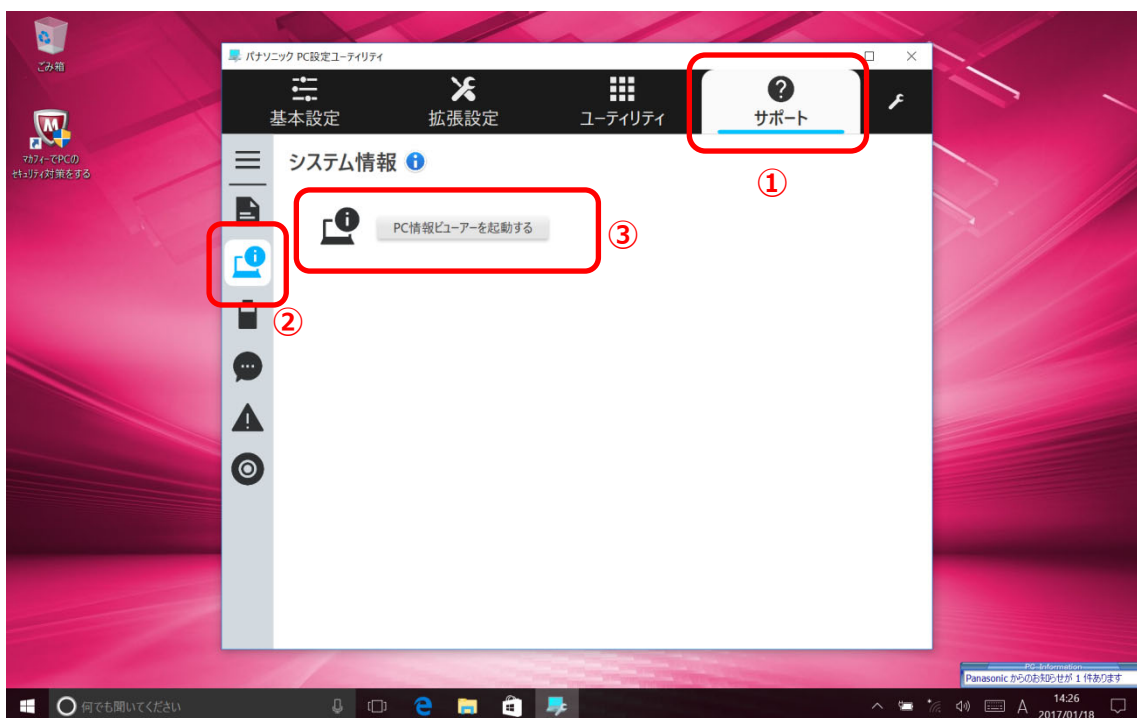 ごみ箱
マカフィーでPCの
セキュリティ対策をする
パナソニック PC設定ユーティリティ
基本設定
拡張設定
ユーティリティ
サポート
①
システム情報
PC情報ビューアーを起動する
③
②
PC Information
Panasonic からのお知らせが 1 件あります
何でも聞いてください
A
14:26
2017/01/18